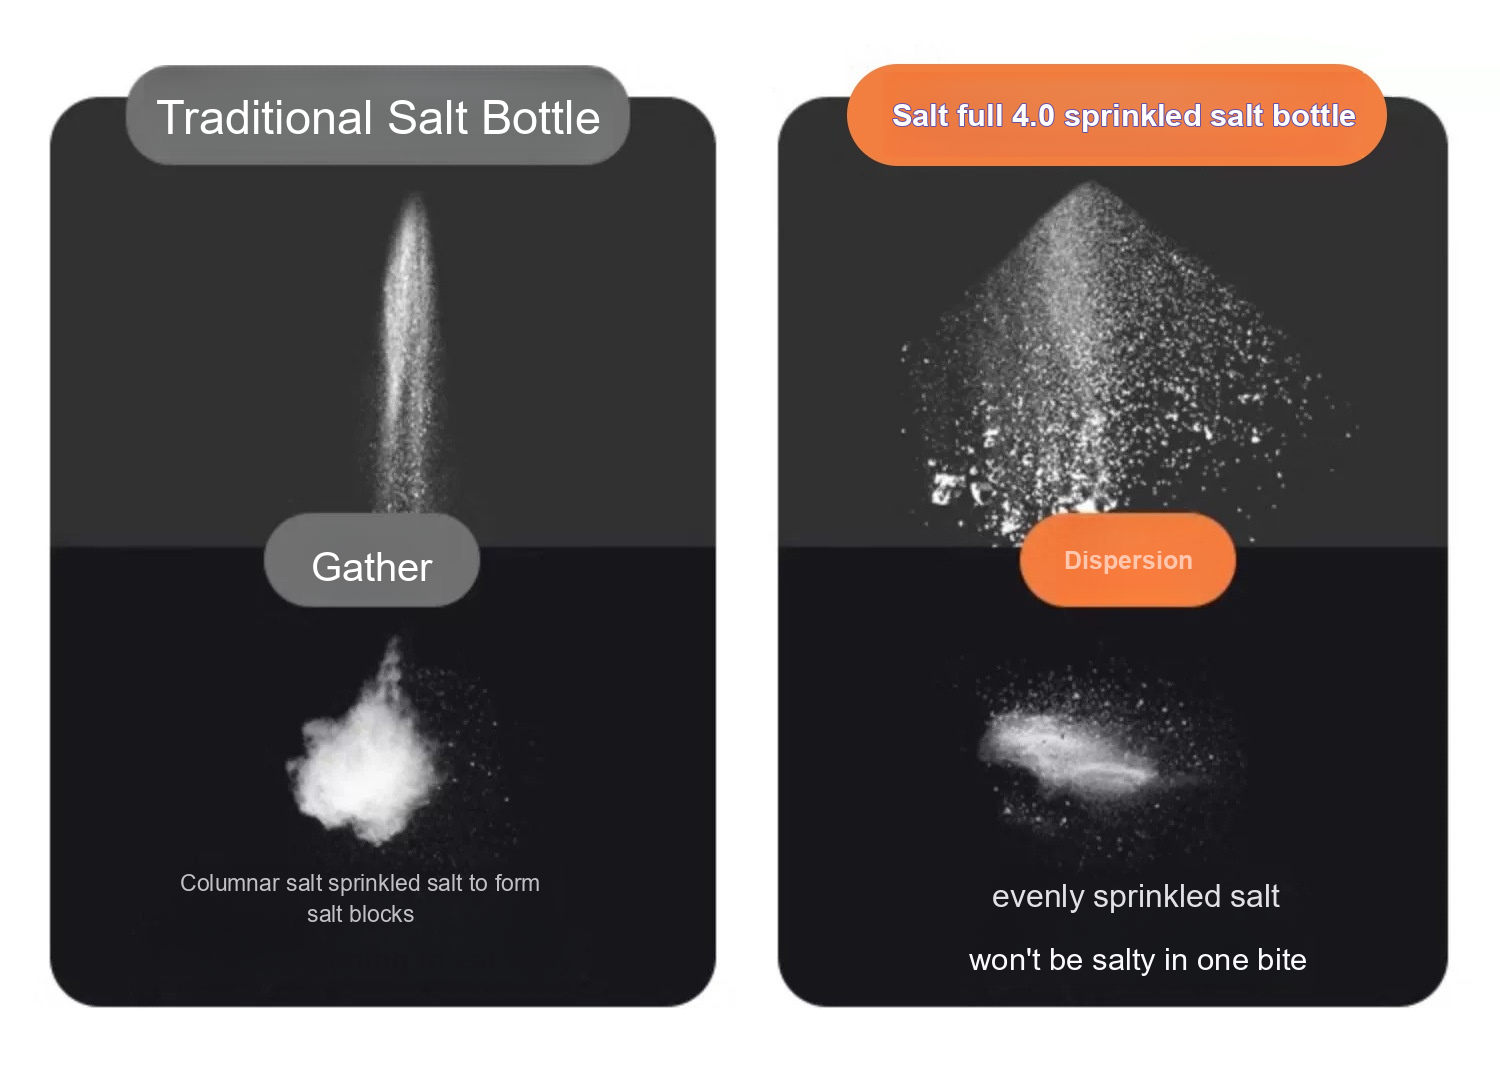 Traditional Salt Bottle
Gather
Columnar salt sprinkled salt to form
salt blocks
Salt full 4.0 sprinkled salt bottle
Dispersion
evenly sprinkled salt
won't be salty in one bite